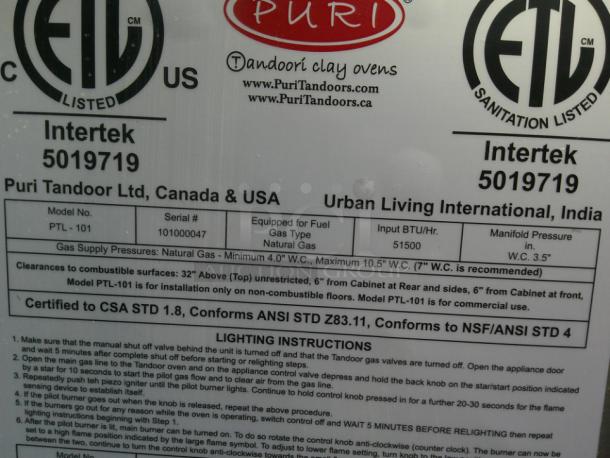 PURI
®
ETL
CM
ETL
CM
C
US
LISTED
SANITATION LISTED
Tandoori clay ovens
www.PuriTandoors.com
www.PuriTandoors.ca
Intertek
5019719
Intertek
5019719
Puri Tandoor Ltd, Canada & USA
Urban Living International, India
Model No.
PTL - 101
Serial #
101000047
Equipped for Fuel
Gas Type
Natural Gas
Input BTU/Hr.
51500
Manifold Pressure
in.
W.C. 3.5"
Gas Supply Pressures: Natural Gas - Minimum 4.0" W.C., Maximum 10.5" W.C. (7" W.C. is recommended)
Clearances to combustible surfaces: 32" Above (Top) unrestricted, 6" from Cabinet at Rear and sides, 6" from Cabinet at front,
Model PTL-101 is for installation only on non-combustible floors. Model PTL-101 is for commercial use.
Certified to CSA STD 1.8, Conforms ANSI STD Z83.11, Conforms to NSF/ANSI STD 4
LIGHTING INSTRUCTIONS
1. Make sure that the manual shut off valve behind the unit is turned off and that the Tandoor gas valves are turned off. Open the appliance door
and wait 5 minutes after complete shut off before starting or relighting steps.
2. Open the main gas line to the Tandoor oven and on the appliance control valve depress and hold the back knob on the star/start position indicated
by a star for 10 seconds to start the pilot gas flow and to clear air from the gas line.
3. Repeatedly push teh piezo igniter until the pilot burner lights. Continue to hold control knob pressed in for a further 20-30 seconds for the flame
sensing device to establish itself.
4. If the pilot burner goes out when the knob is released, repeat the above procedure.
5. If the burners go out for any reason while the oven is operating, switch control off and WAIT 5 MINUTES BEFORE RELIGHTING then repeat
lighting instructions beginning with Step 1.
6. After the pilot burner is lit, main burner can be turned on. To do so rotate the control knob anti-clockwise (counter clock). The burner can now be
set to a high flame position indicated by the large flame symbol. To adjust to lower flame setting, turn knob to the
between the two, continue to turn the control knob anti-clockwise towards the
Model No.